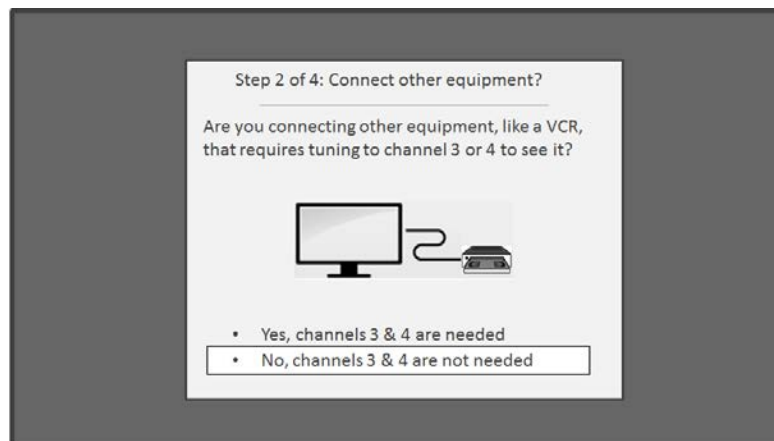 Step 2 of 4: Connect other equipment?
Are you connecting other equipment, like a VCR,
that requires tuning to channel 3 or 4 to see it?
• Yes, channels 3 & 4 are needed
• No, channels 3 & 4 are not needed